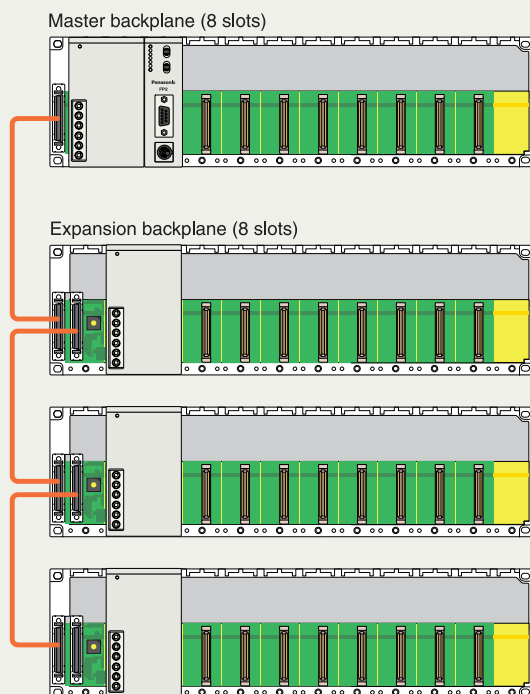 Master backplane (8 slots)
Panasonic
FP2
Expansion backplane (8 slots)